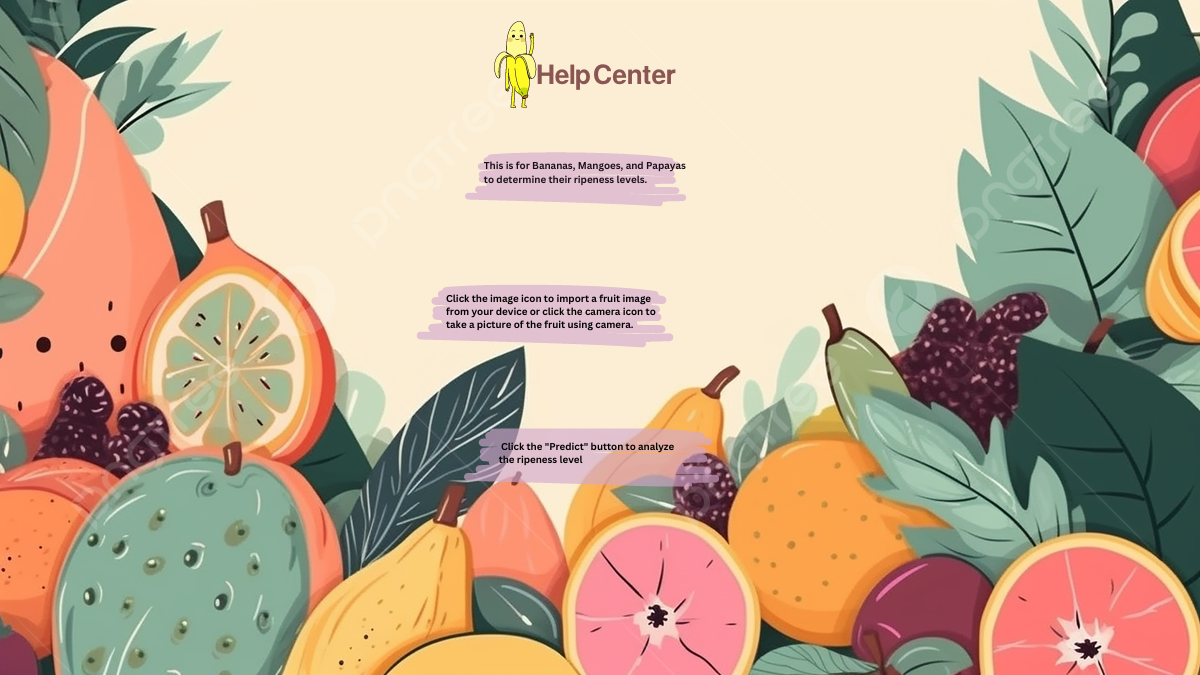 Help Center
This is for Bananas, Mangoes, and Papayas
to determine their ripeness levels.
Click the image icon to import a fruit image
from your device or click the camera icon to
take a picture of the fruit using camera.
Click the "Predict" button to analyze
the ripeness level
pngtree
pngtree